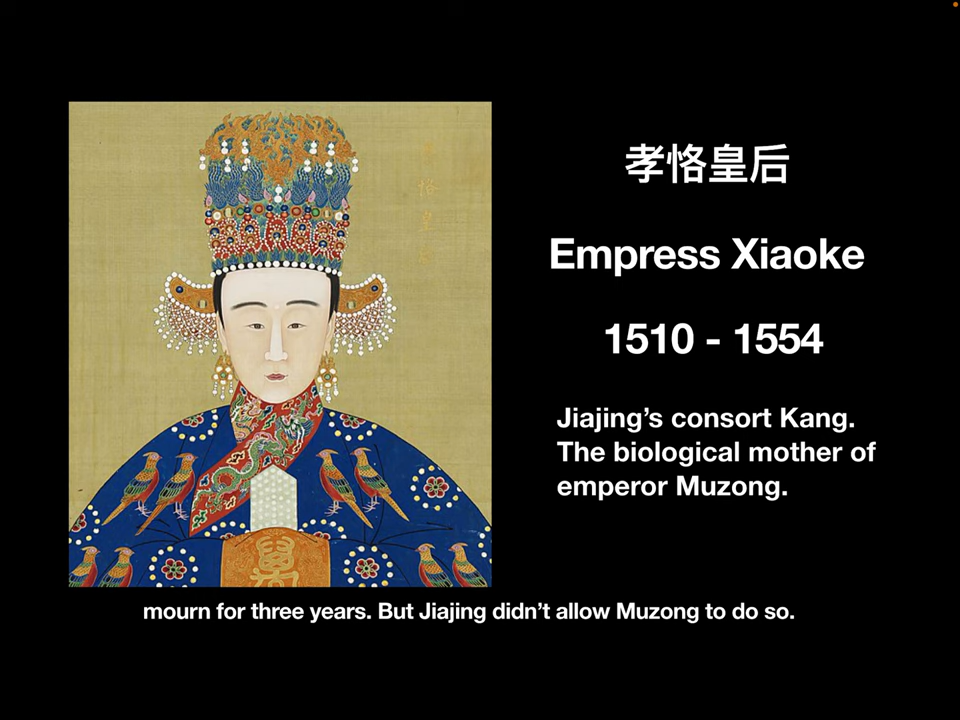 孝恪皇后
Empress Xiaoke
1510 - 1554
Jiajing’s consort Kang.
The biological mother of
emperor Muzong.
mourn for three years. But Jiajing didn’t allow Muzong to do so.